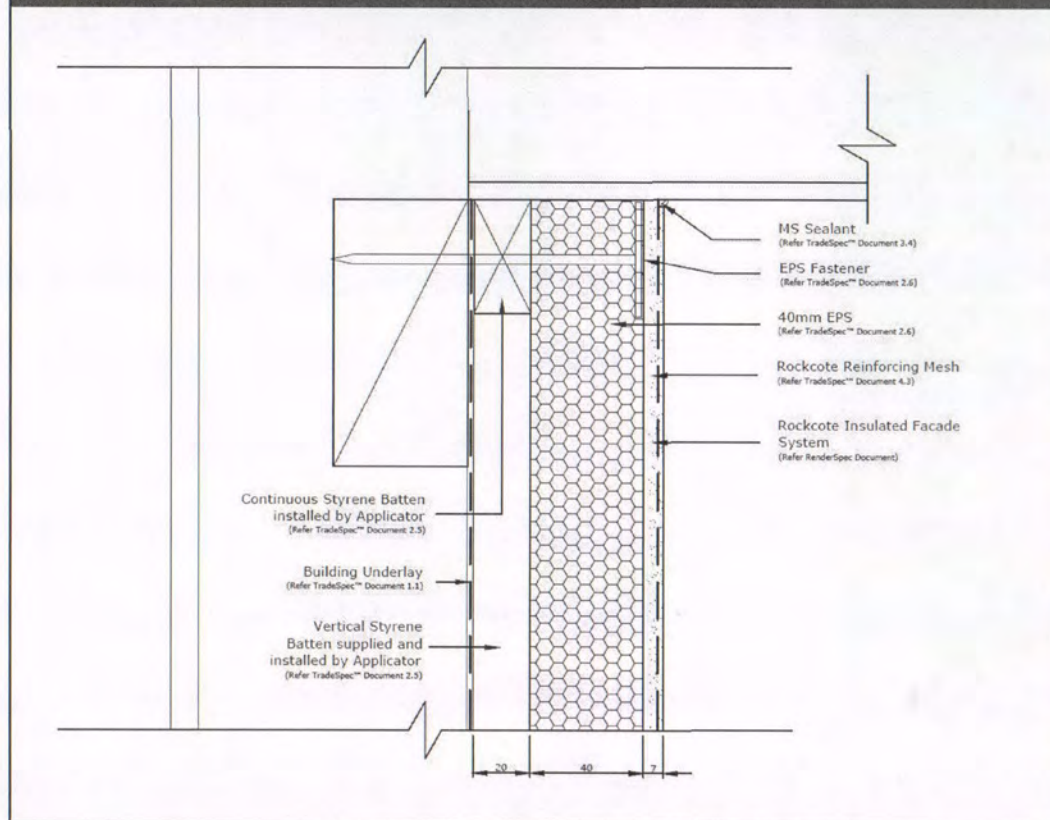 MS Sealant
(Refer TradeSpec™ Document 3.4)
EPS Fastener
(Refer TradeSpec™ Document 2.6)
40mm EPS
(Refer TradeSpec™ Document 2.6)
Rockcote Reinforcing Mesh
(Refer TradeSpec™ Document 4.3)
Rockcote Insulated Facade
System
(Refer RenderSpec Document)
Continuous Styrene Batten
installed by Applicator
(Refer TradeSpec™ Document 2.5)
Building Underlay
(Refer TradeSpec™ Document 1.1)
Vertical Styrene
Batten supplied and
installed by Applicator
(Refer TradeSpec™ Document 2.5)
20 40 7